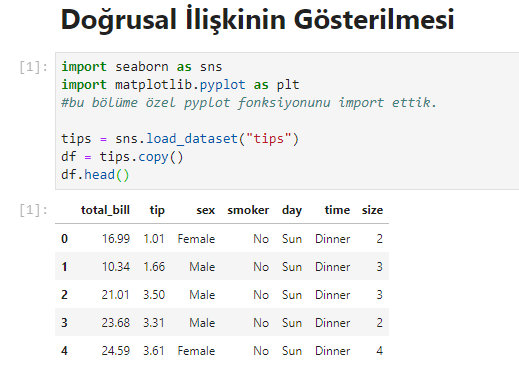 Doğrusal İlişkinin Gösterilmesi
[1]: import seaborn as sns
import matplotlib.pyplot as plt
#bu bölüme özel pyplot fonksiyonunu import ettik.
tips = sns.load_dataset("tips")
df = tips.copy()
df.head()
[1]: total_bill tip sex smoker day time size
0 16.99 1.01 Female No Sun Dinner 2
1 10.34 1.66 Male No Sun Dinner 3
2 21.01 3.50 Male No Sun Dinner 3
3 23.68 3.31 Male No Sun Dinner 2
4 24.59 3.61 Female No Sun Dinner 4